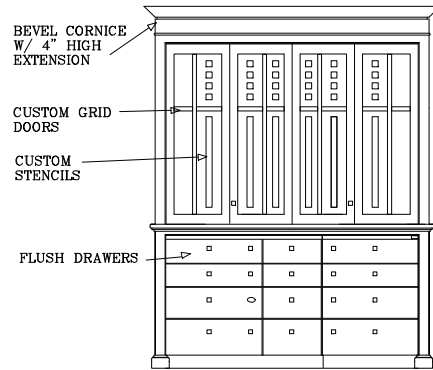 BEVEL CORNICE
W/ 4" HIGH
EXTENSION
CUSTOM GRID
DOORS
CUSTOM
STENCILS
FLUSH DRAWERS